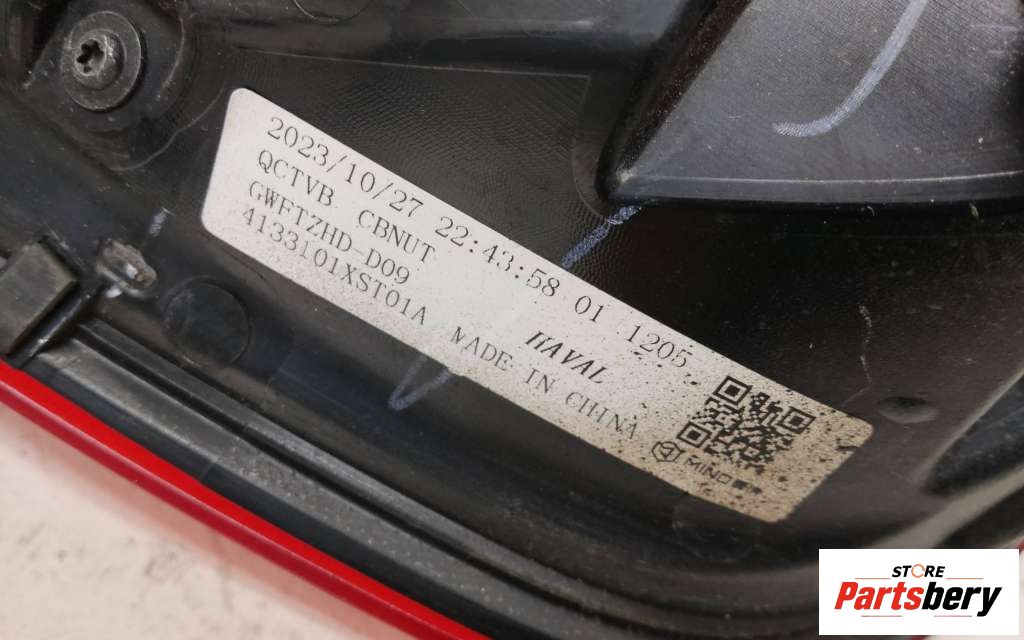 2023/10/27 22:43:58 01 1205
QCTVB CBNUT
GWFTZHD-D09
4133101XST01A MADE IN CHINA
HAVAL
MIND
STORE
Partsbery